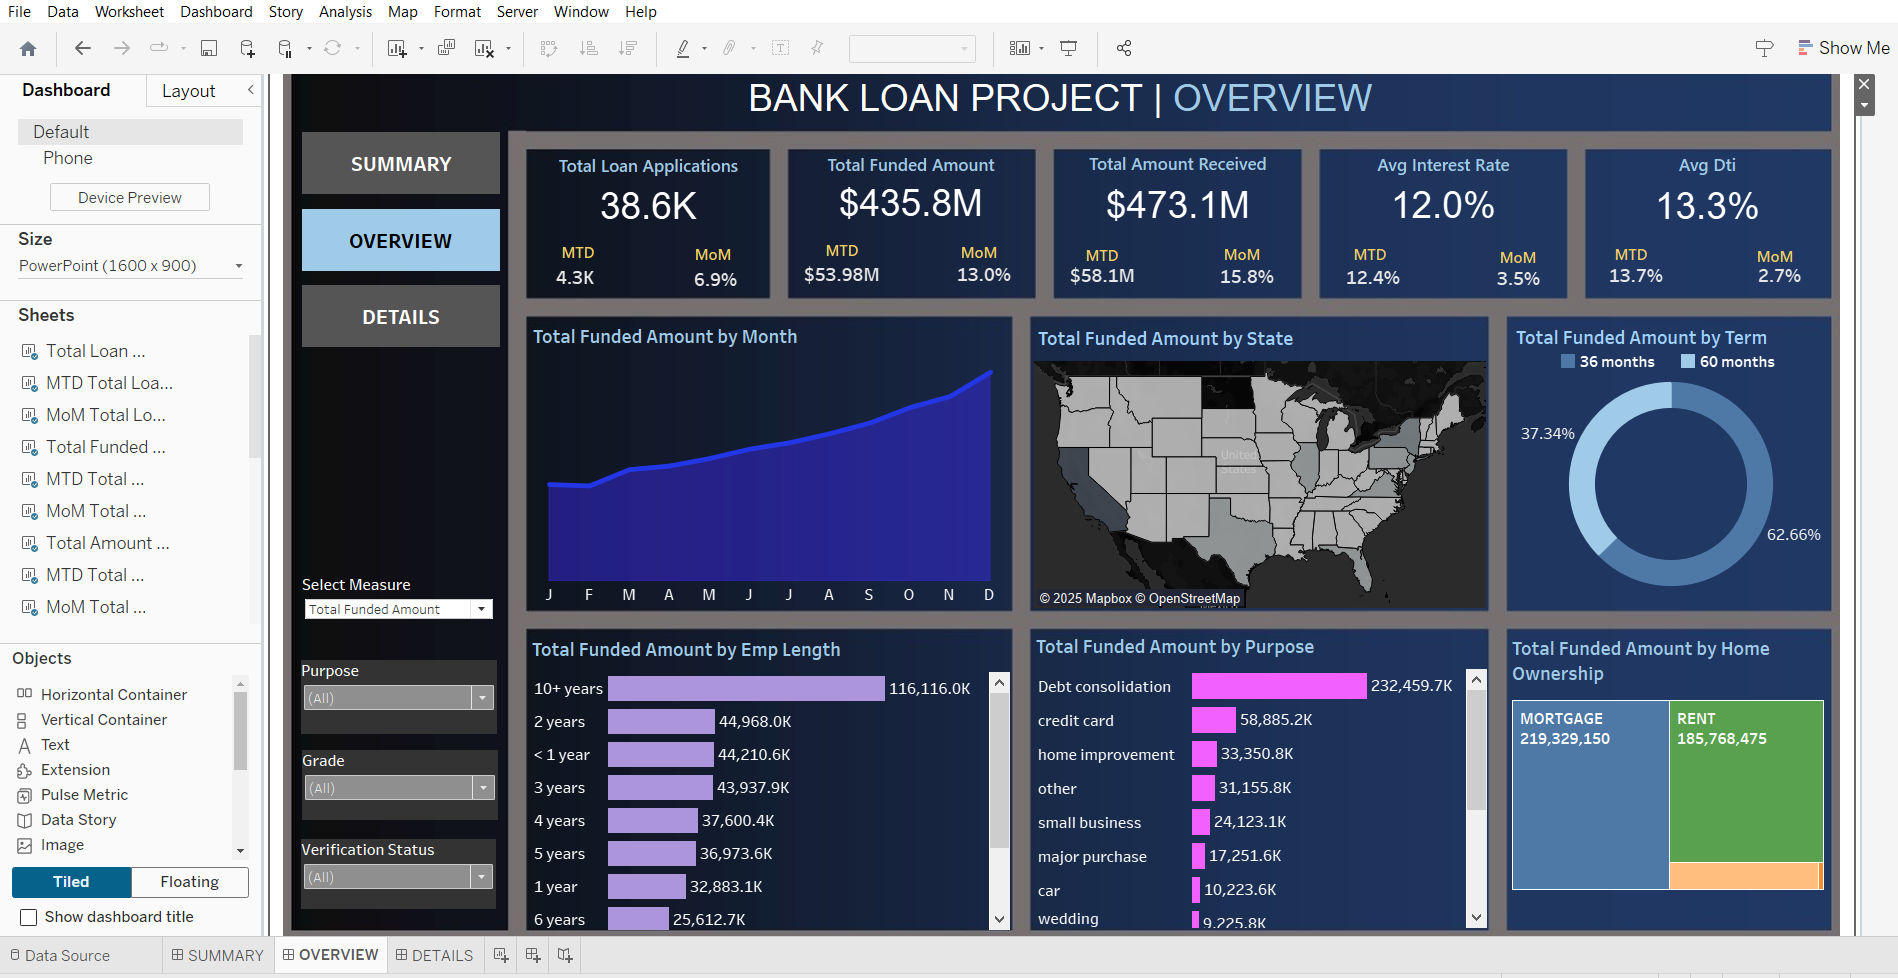 File Data Worksheet Dashboard Story Analysis Map Format Server Window Help
Show Me
Dashboard Layout
Default
Phone
Device Preview
Size
PowerPoint (1600 x 900)
Sheets
Total Loan ...
MTD Total Loa...
MoM Total Lo...
Total Funded ...
MTD Total ...
MoM Total ...
Total Amount ...
MTD Total ...
MoM Total ...
Objects
Horizontal Container
Vertical Container
Text
Extension
Pulse Metric
Data Story
Image
Tiled Floating
Show dashboard title
BANK LOAN PROJECT | OVERVIEW
SUMMARY
OVERVIEW
DETAILS
Select Measure
Total Funded Amount
Purpose
(All)
Grade
(All)
Verification Status
(All)
Total Loan Applications
38.6K
MTD MoM
4.3K 6.9%
Total Funded Amount
$435.8M
MTD MoM
$53.98M 13.0%
Total Amount Received
$473.1M
MTD MoM
$58.1M 15.8%
Avg Interest Rate
12.0%
MTD MoM
12.4% 3.5%
Avg Dti
13.3%
MTD MoM
13.7% 2.7%
Total Funded Amount by Month
J F M A M J J A S O N D
Total Funded Amount by State
United
States
© 2025 Mapbox © OpenStreetMap
Total Funded Amount by Term
36 months 60 months
37.34%
62.66%
Total Funded Amount by Emp Length
10+ years 116,116.0K
2 years 44,968.0K
< 1 year 44,210.6K
3 years 43,937.9K
4 years 37,600.4K
5 years 36,973.6K
1 year 32,883.1K
6 years 25,612.7K
Total Funded Amount by Purpose
Debt consolidation 232,459.7K
credit card 58,885.2K
home improvement 33,350.8K
other 31,155.8K
small business 24,123.1K
major purchase 17,251.6K
car 10,223.6K
wedding 9,225.8K
Total Funded Amount by Home
Ownership
MORTGAGE
219,329,150
RENT
185,768,475
Data Source SUMMARY OVERVIEW DETAILS